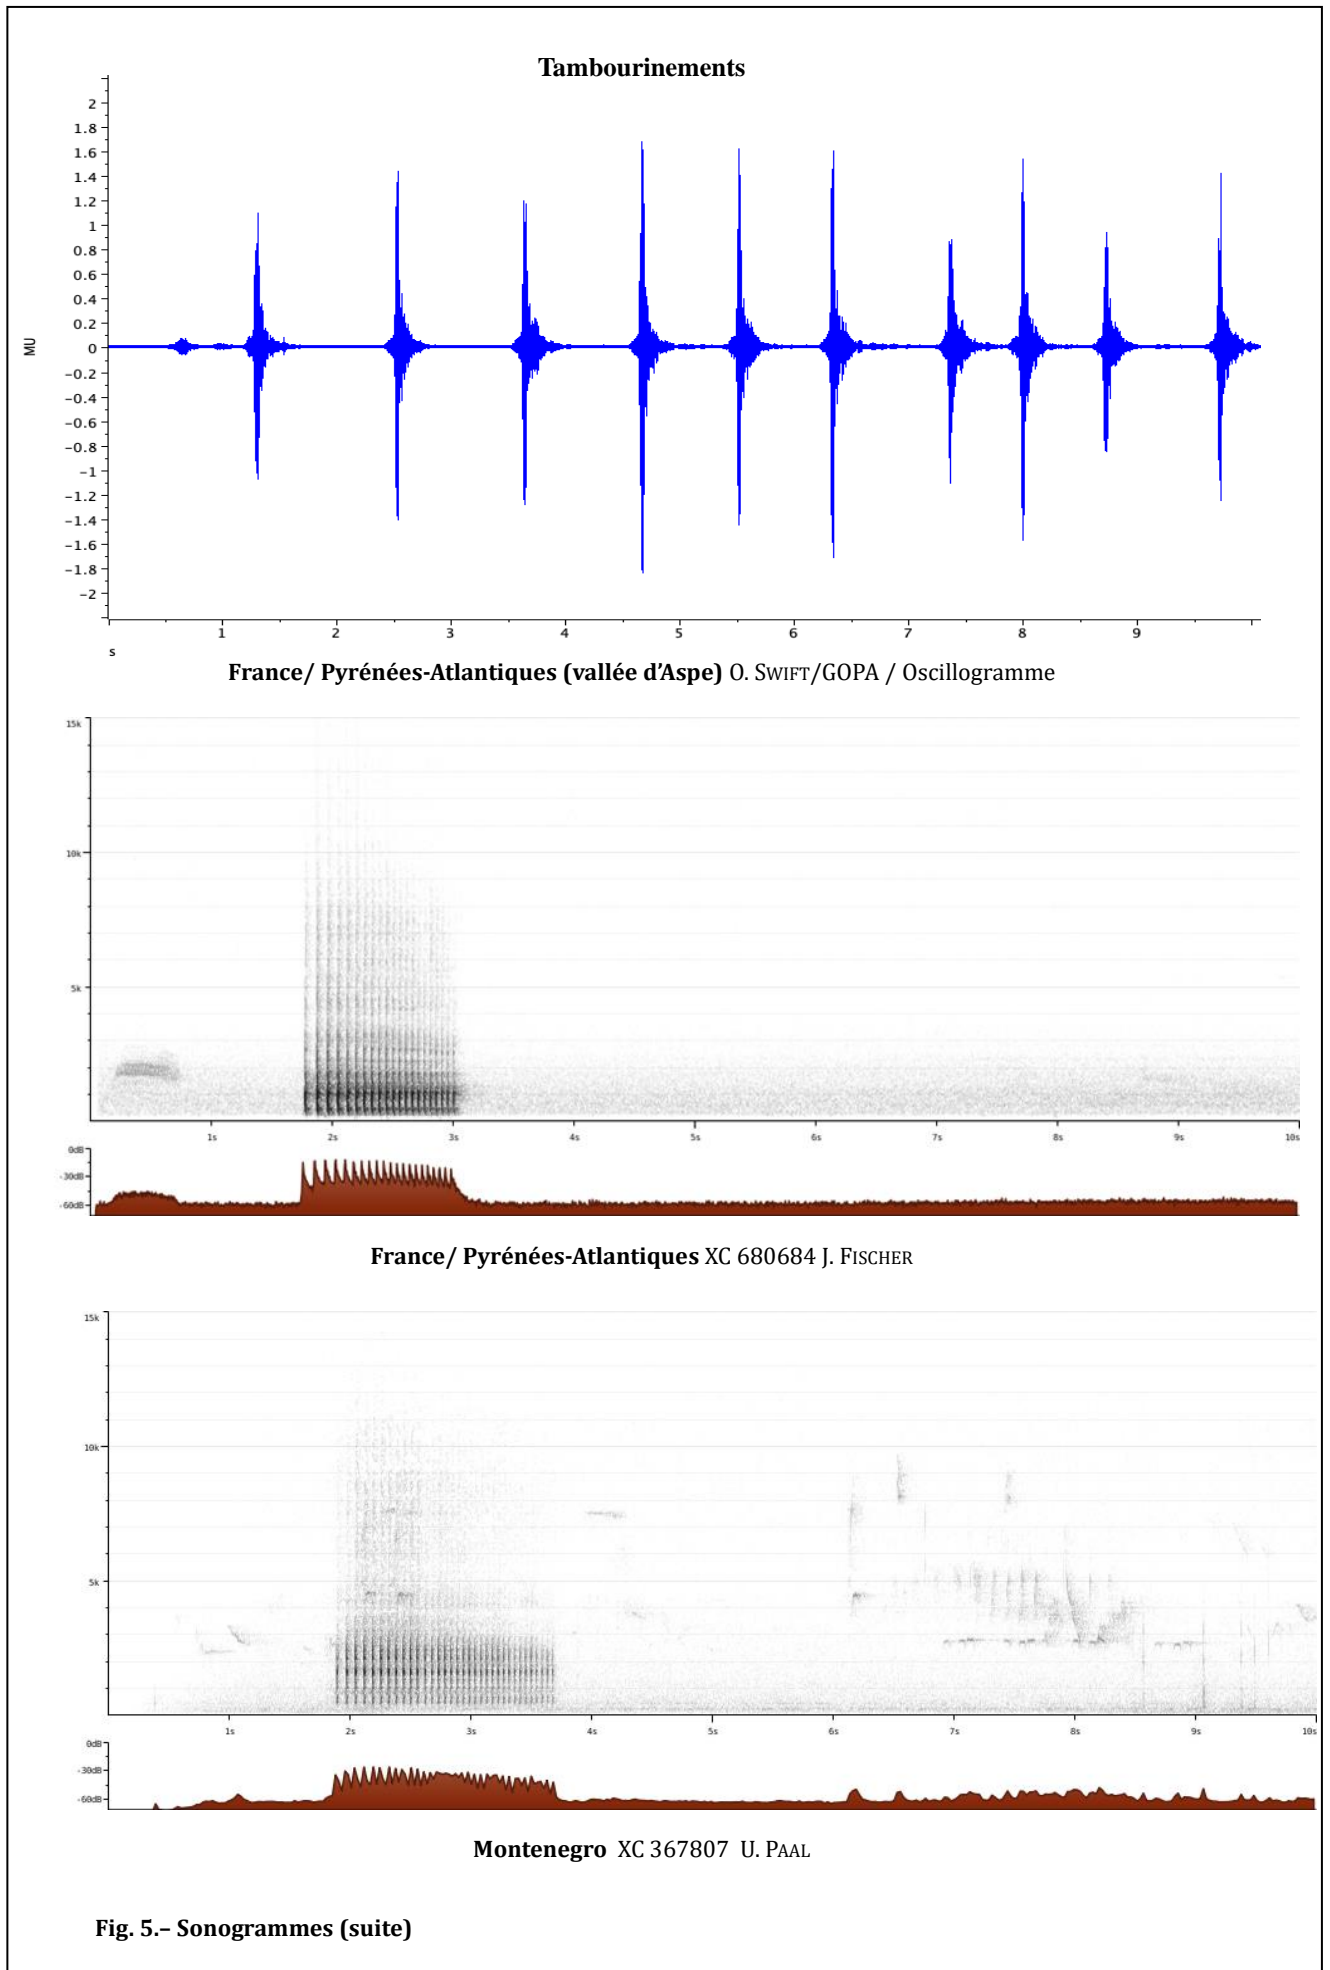 Tambourinements
2
1.8
1.6
1.4
1.2
1
0.8
0.6
0.4
0.2
0
-0.2
-0.4
-0.6
-0.8
-1
-1.2
-1.4
-1.6
-1.8
-2
MU
1 2 3 4 5 6 7 8 9
s
France/ Pyrénées-Atlantiques (vallée d'Aspe) O. SWIFT/GOPA / Oscillogramme
15k
10k
5k
1s 2s 3s 4s 5s 6s 7s 8s 9s 10s
0dB
-30dB
-60dB
France/ Pyrénées-Atlantiques XC 680684 J. FISCHER
15k
10k
5k
1s 2s 3s 4s 5s 6s 7s 8s 9s 10s
0dB
-30dB
-60dB
Montenegro XC 367807 U. PAAL
Fig. 5.– Sonogrammes (suite)